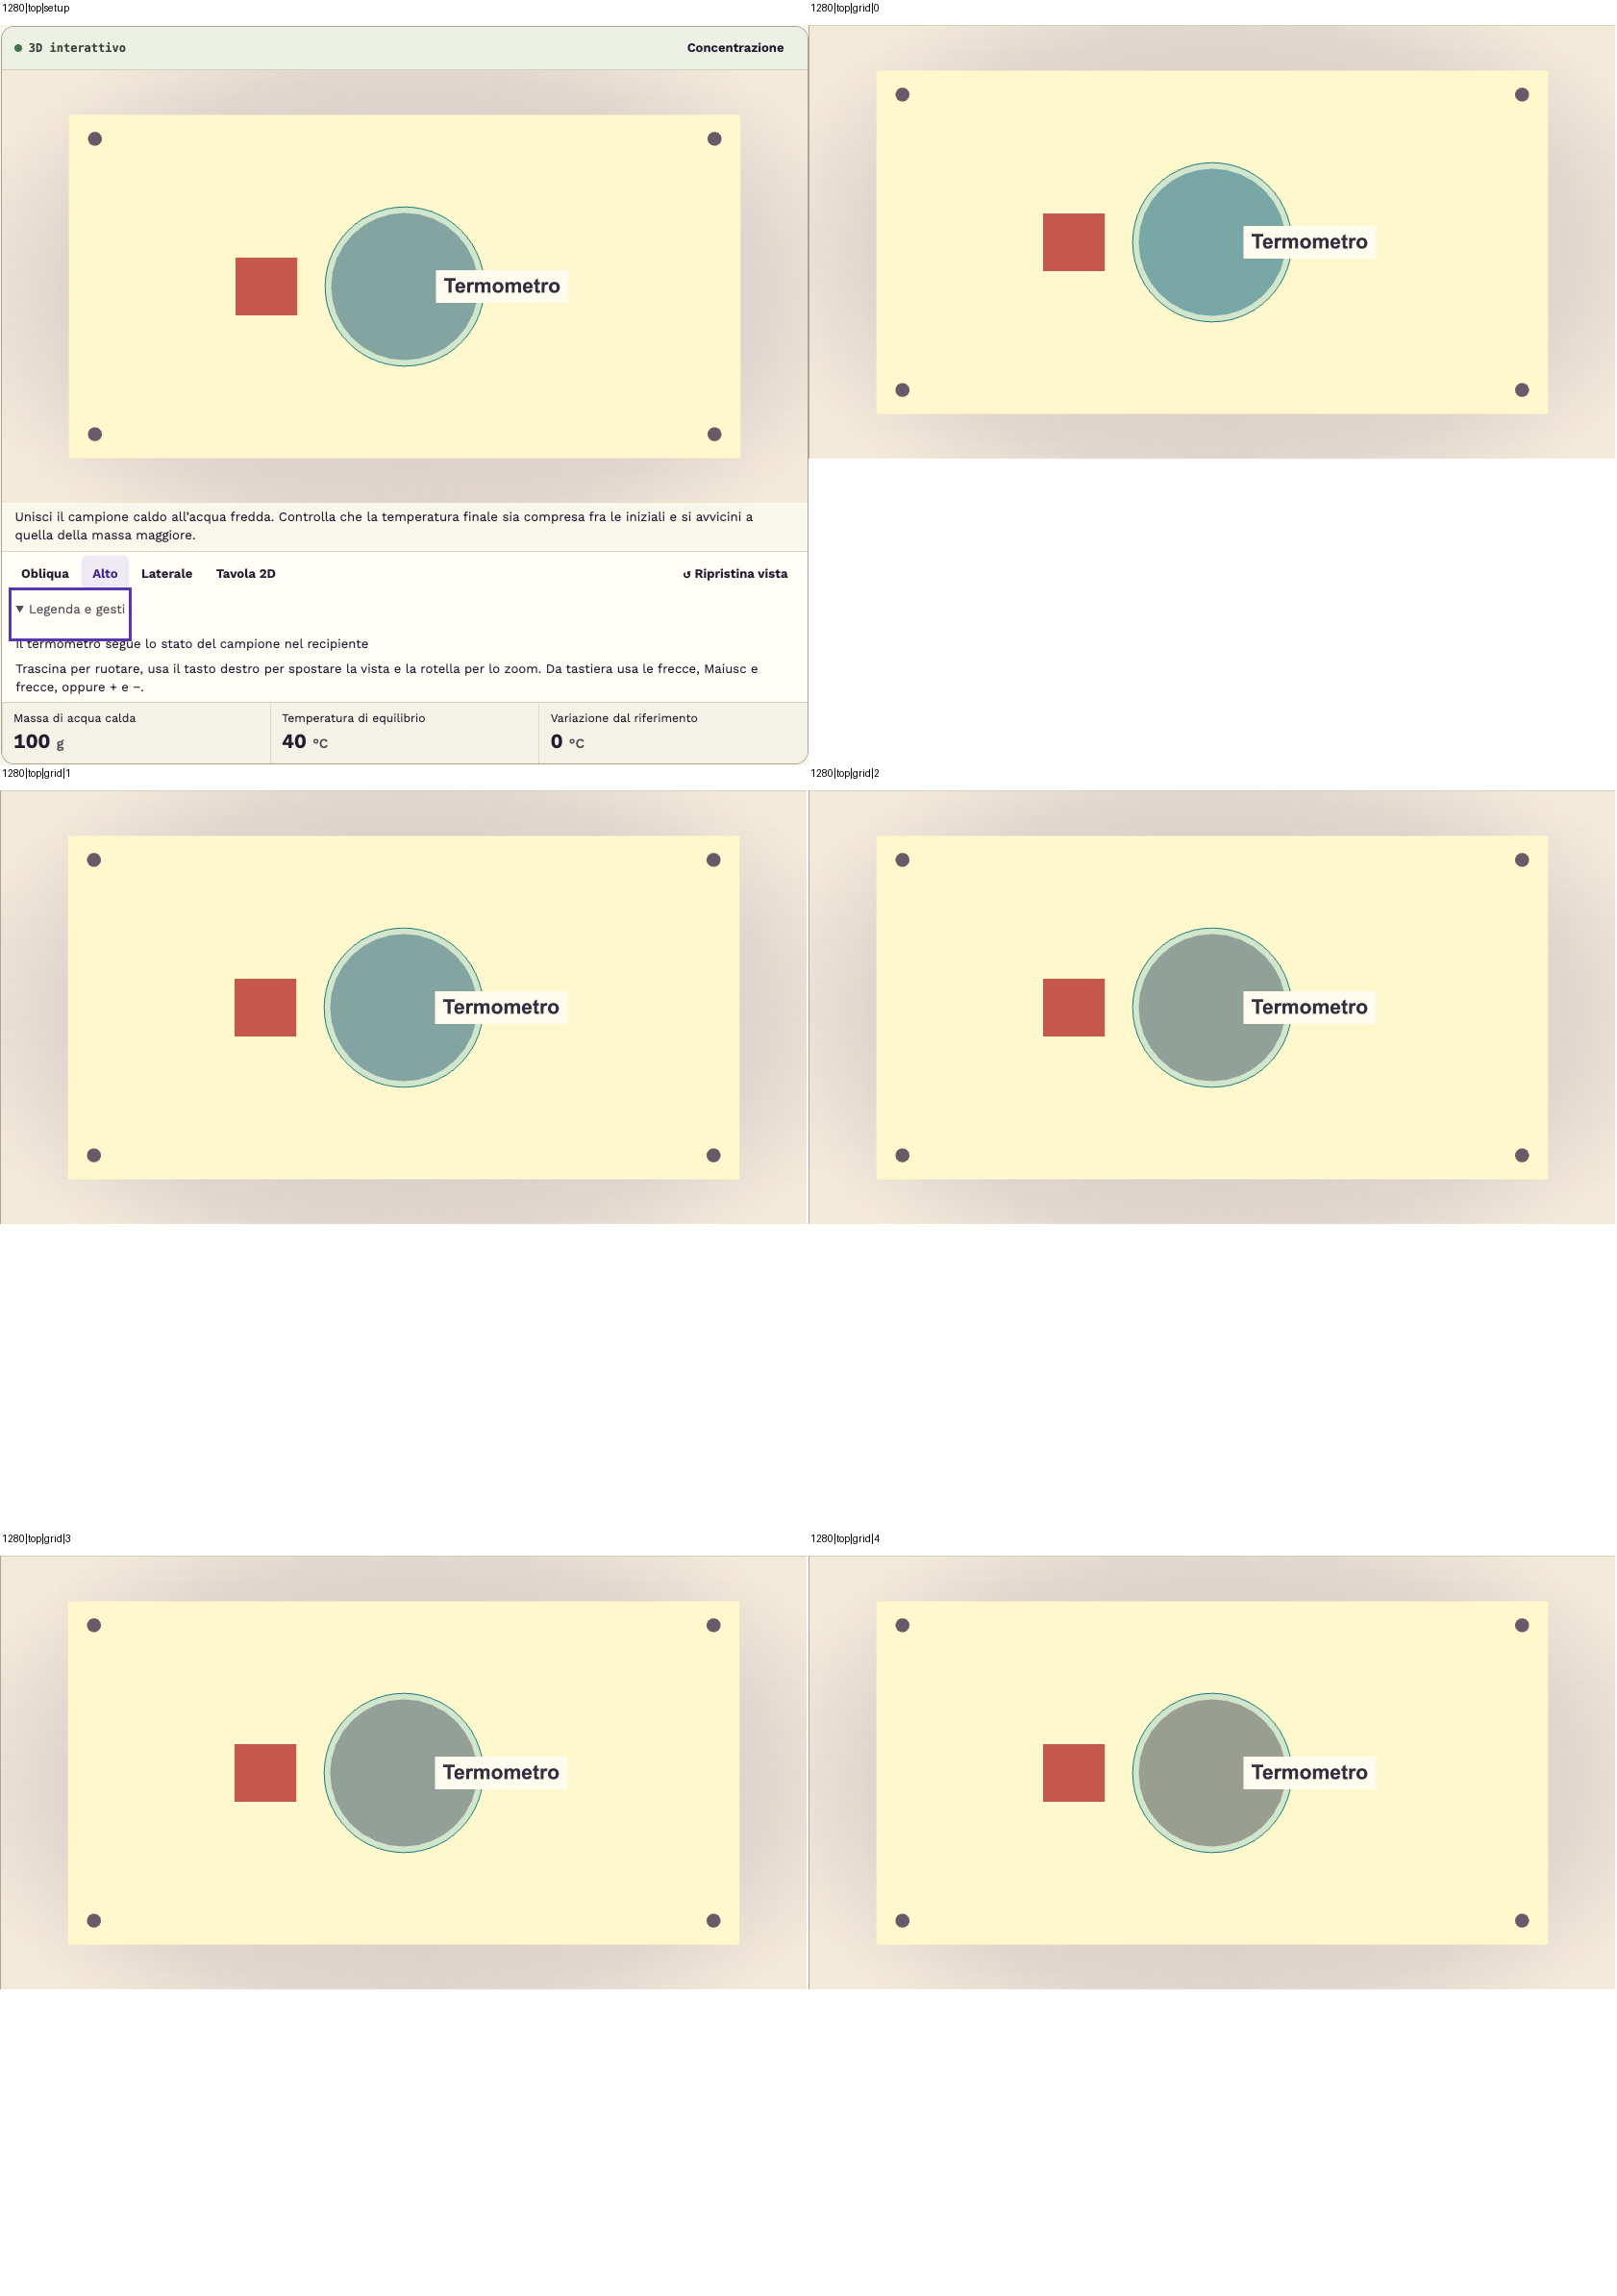 1280|top|setup
1280|top|grid|0
3D interattivo
Concentrazione
Termometro
Termometro
Unisci il campione caldo all’acqua fredda. Controlla che la temperatura finale sia compresa fra le iniziali e si avvicini a
quella della massa maggiore.
Obliqua Alto Laterale Tavola 2D
↺ Ripristina vista
▼ Legenda e gesti
Il termometro segue lo stato del campione nel recipiente
Trascina per ruotare, usa il tasto destro per spostare la vista e la rotella per lo zoom. Da tastiera usa le frecce, Maiusc e
frecce, oppure + e −.
Massa di acqua calda
100 g
Temperatura di equilibrio
40 °C
Variazione dal riferimento
0 °C
1280|top|grid|1
1280|top|grid|2
Termometro
Termometro
1280|top|grid|3
1280|top|grid|4
Termometro
Termometro